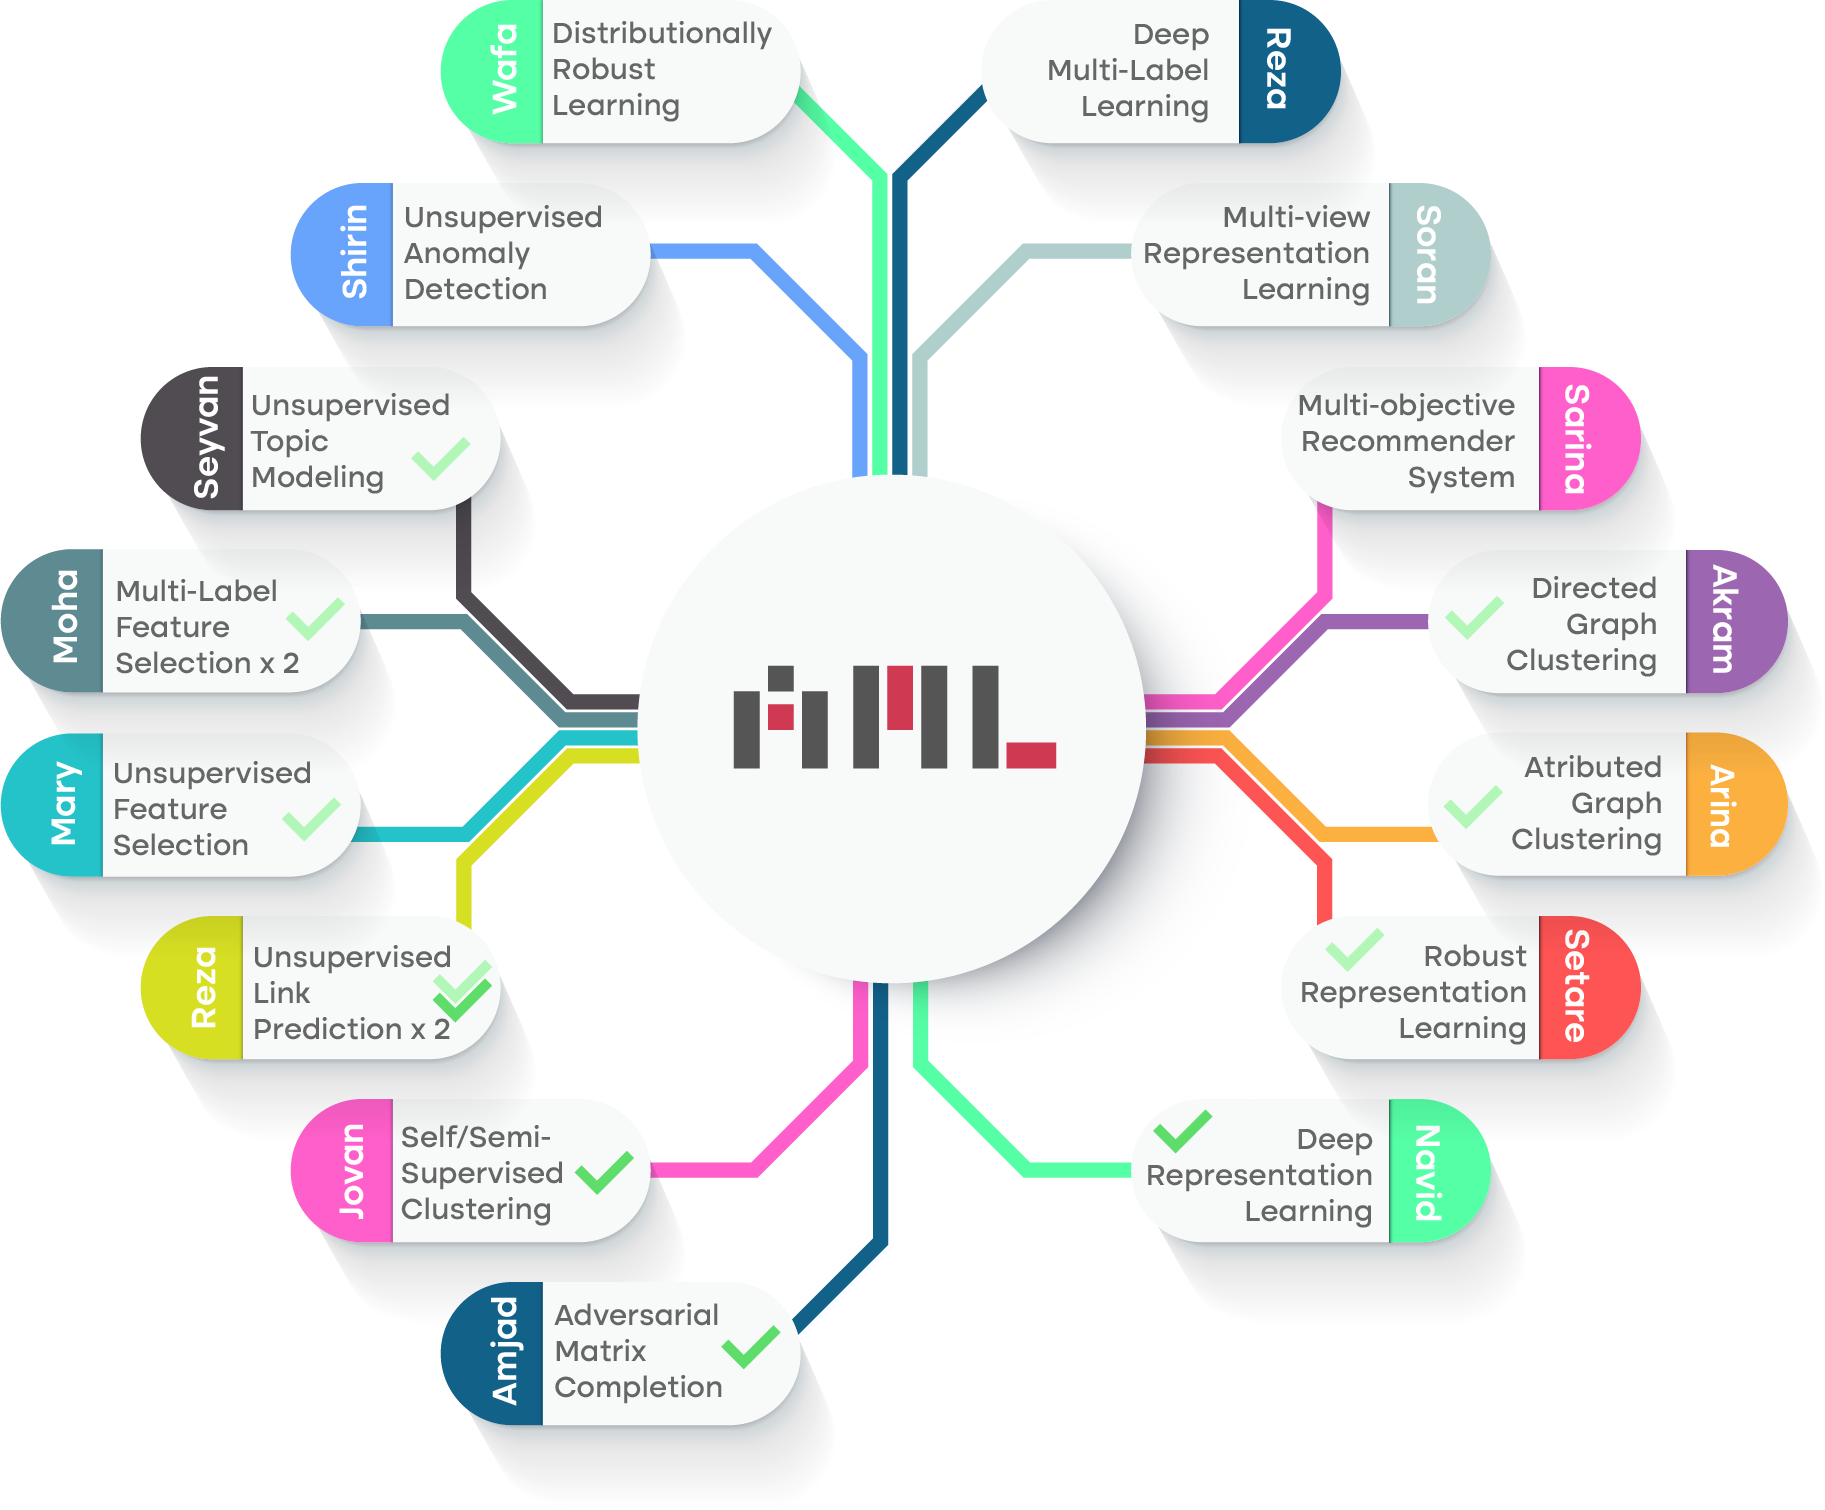 Wafa
Distributionally
Robust
Learning
Deep
Multi-Label
Learning
Reza
Shirin
Unsupervised
Anomaly
Detection
Multi-view
Representation
Learning
Soran
Seyvan
Unsupervised
Topic
Modeling
Multi-objective
Recommender
System
Sarina
Moha
Multi-Label
Feature
Selection x 2
Directed
Graph
Clustering
Akram
AML
Mary
Unsupervised
Feature
Selection
Atributed
Graph
Clustering
Arina
Reza
Unsupervised
Link
Prediction x 2
Robust
Representation
Learning
Setare
Jovan
Self/Semi-
Supervised
Clustering
Deep
Representation
Learning
Navid
Amjad
Adversarial
Matrix
Completion